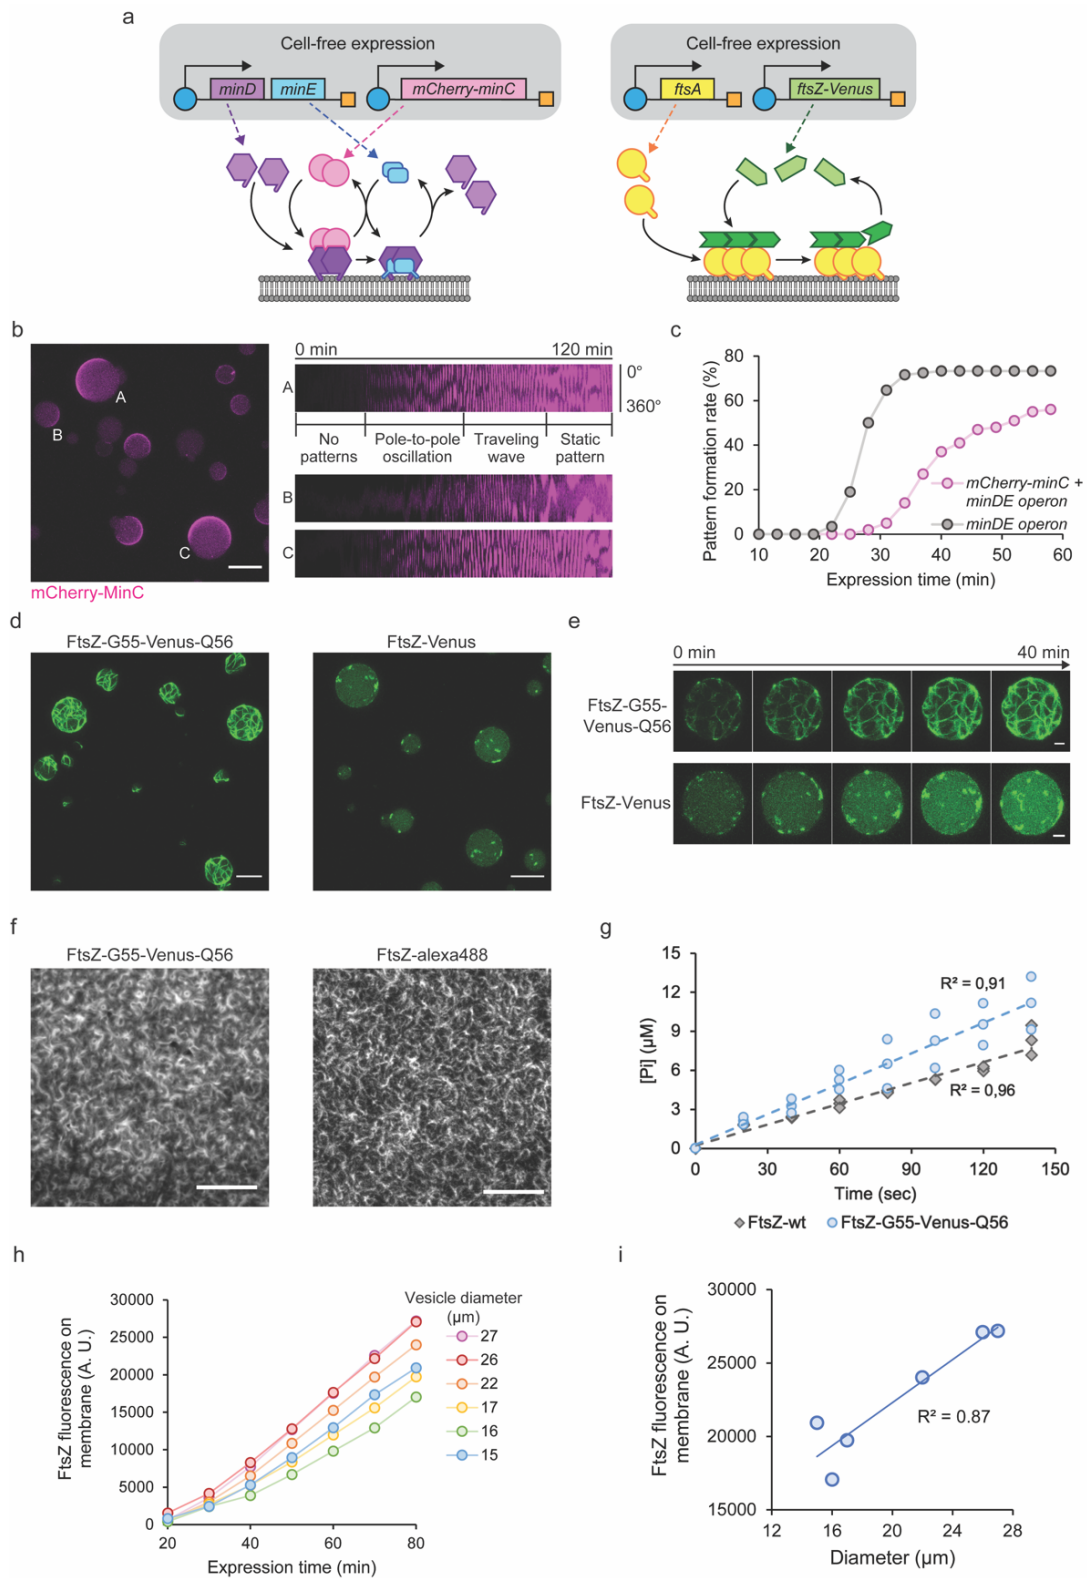 a
Cell-free expression
minD
minE
mCherry-minC
Cell-free expression
ftsA
ftsZ-Venus
b
A
B
C
mCherry-MinC
0 min
120 min
A
0°
360°
No patterns
Pole-to-pole oscillation
Traveling wave
Static pattern
B
C
c
Pattern formation rate (%)
80
60
40
20
0
10
20
30
40
50
60
Expression time (min)
mCherry-minC +
minDE operon
minDE operon
d
FtsZ-G55-Venus-Q56
FtsZ-Venus
e
0 min
40 min
FtsZ-G55-
Venus-Q56
FtsZ-Venus
f
FtsZ-G55-Venus-Q56
FtsZ-alexa488
g
[Pi] (µM)
15
12
9
6
3
0
R² = 0,91
R² = 0,96
0
30
60
90
120
150
Time (sec)
FtsZ-wt
FtsZ-G55-Venus-Q56
h
FtsZ fluorescence on
membrane (A. U.)
30000
25000
20000
15000
10000
5000
0
20
40
60
80
Expression time (min)
Vesicle diameter
(µm)
27
26
22
17
16
15
i
FtsZ fluorescence on
membrane (A. U.)
30000
25000
20000
15000
R² = 0.87
12
16
20
24
28
Diameter (µm)